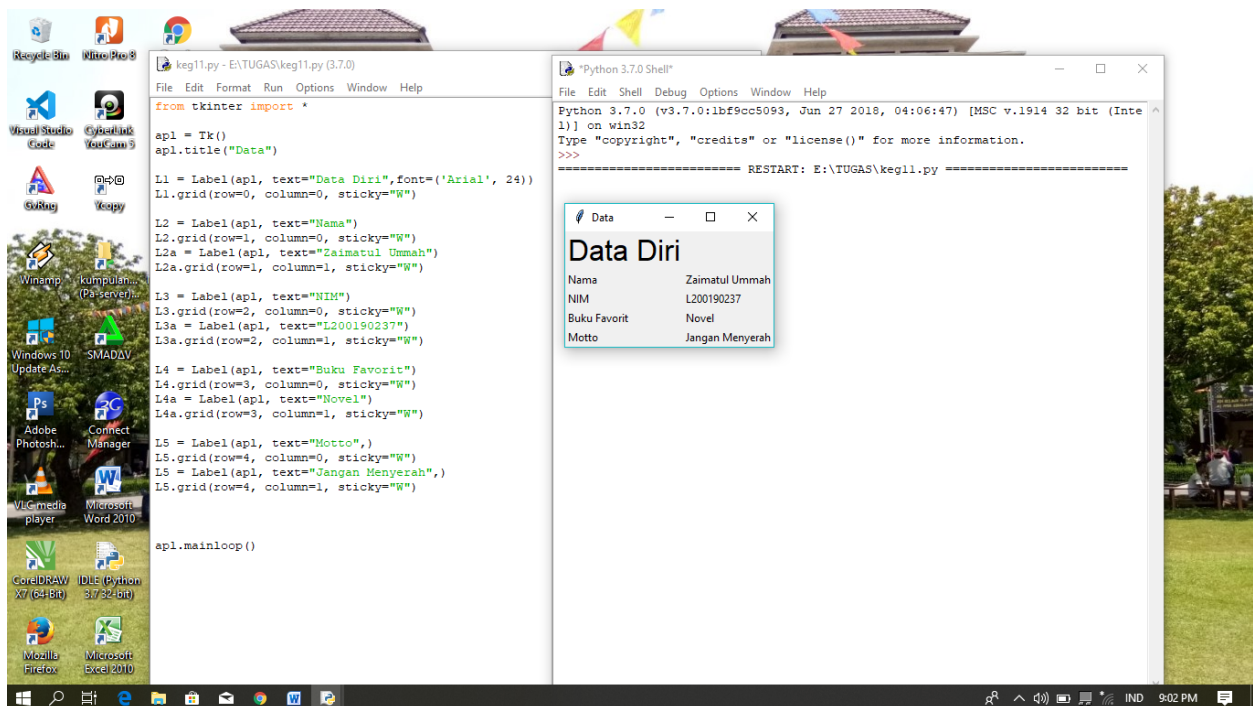 Recycle Bin
Nitro Pro 8
Visual Studio
Code
CyberLink
YouCam 5
GvRng
Ycopy
Winamp
kumpulan...
(Pa-server)...
Windows 10
Update As...
SMADΔV
Adobe
Photosh...
Connect
Manager
VLC media
player
Microsoft
Word 2010
CorelDRAW
X7 (64-Bit)
IDLE (Python
3.7 32-bit)
Mozilla
Firefox
Microsoft
Excel 2010
keg11.py - E:\TUGAS\keg11.py (3.7.0)
File Edit Format Run Options Window Help
from tkinter import *
apl = Tk()
apl.title("Data")
L1 = Label(apl, text="Data Diri",font=('Arial', 24))
L1.grid(row=0, column=0, sticky="W")
L2 = Label(apl, text="Nama")
L2.grid(row=1, column=0, sticky="W")
L2a = Label(apl, text="Zaimatul Ummah")
L2a.grid(row=1, column=1, sticky="W")
L3 = Label(apl, text="NIM")
L3.grid(row=2, column=0, sticky="W")
L3a = Label(apl, text="L200190237")
L3a.grid(row=2, column=1, sticky="W")
L4 = Label(apl, text="Buku Favorit")
L4.grid(row=3, column=0, sticky="W")
L4a = Label(apl, text="Novel")
L4a.grid(row=3, column=1, sticky="W")
L5 = Label(apl, text="Motto",)
L5.grid(row=4, column=0, sticky="W")
L5 = Label(apl, text="Jangan Menyerah",)
L5.grid(row=4, column=1, sticky="W")
apl.mainloop()
*Python 3.7.0 Shell*
File Edit Shell Debug Options Window Help
Python 3.7.0 (v3.7.0:1bf9cc5093, Jun 27 2018, 04:06:47) [MSC v.1914 32 bit (Inte
l)] on win32
Type "copyright", "credits" or "license()" for more information.
>>>
========================= RESTART: E:\TUGAS\keg11.py =========================
Data
Data Diri
Nama Zaimatul Ummah
NIM L200190237
Buku Favorit Novel
Motto Jangan Menyerah
IND 9:02 PM